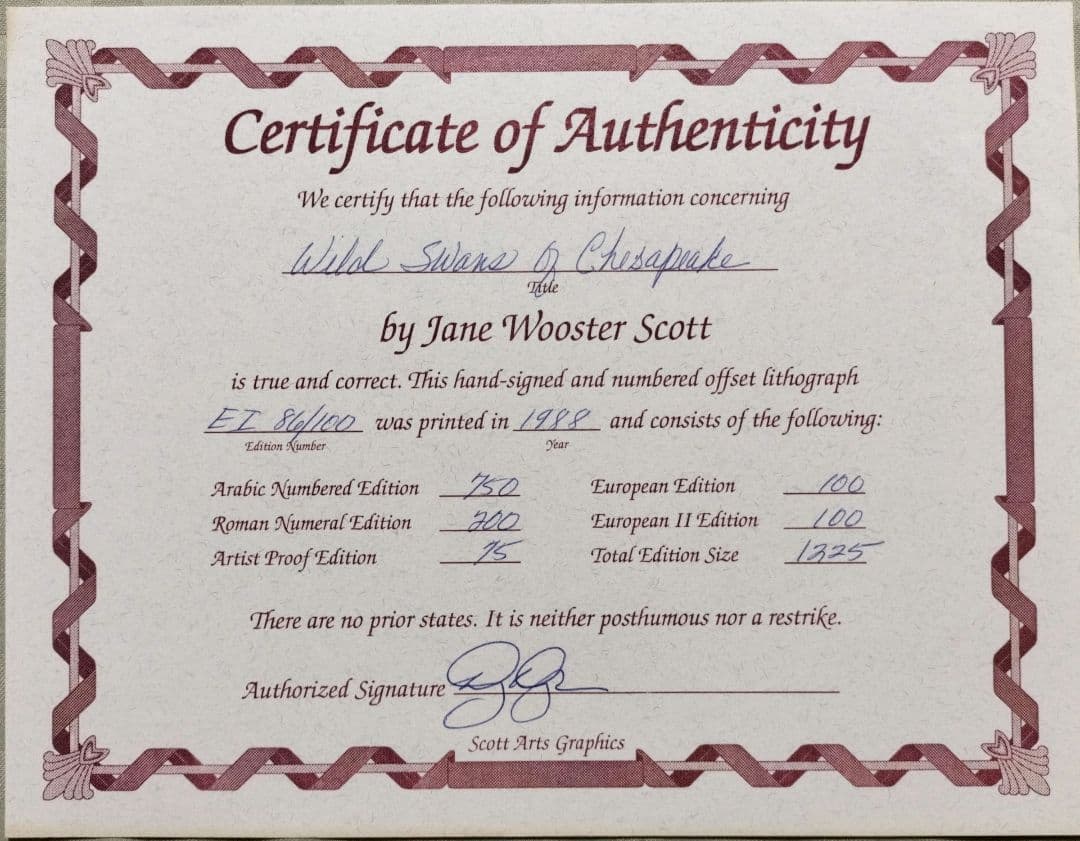 Certificate of Authenticity
We certify that the following information concerning
Wild Swans of Chesapeake
Title
by Jane Wooster Scott
is true and correct. This hand-signed and numbered offset lithograph
EI 86/100 was printed in 1988 and consists of the following:
Edition Number Year
Arabic Numbered Edition 750 European Edition 100
Roman Numeral Edition 200 European II Edition 100
Artist Proof Edition 75 Total Edition Size 1225
There are no prior states. It is neither posthumous nor a restrike.
Authorized Signature
Scott Arts Graphics